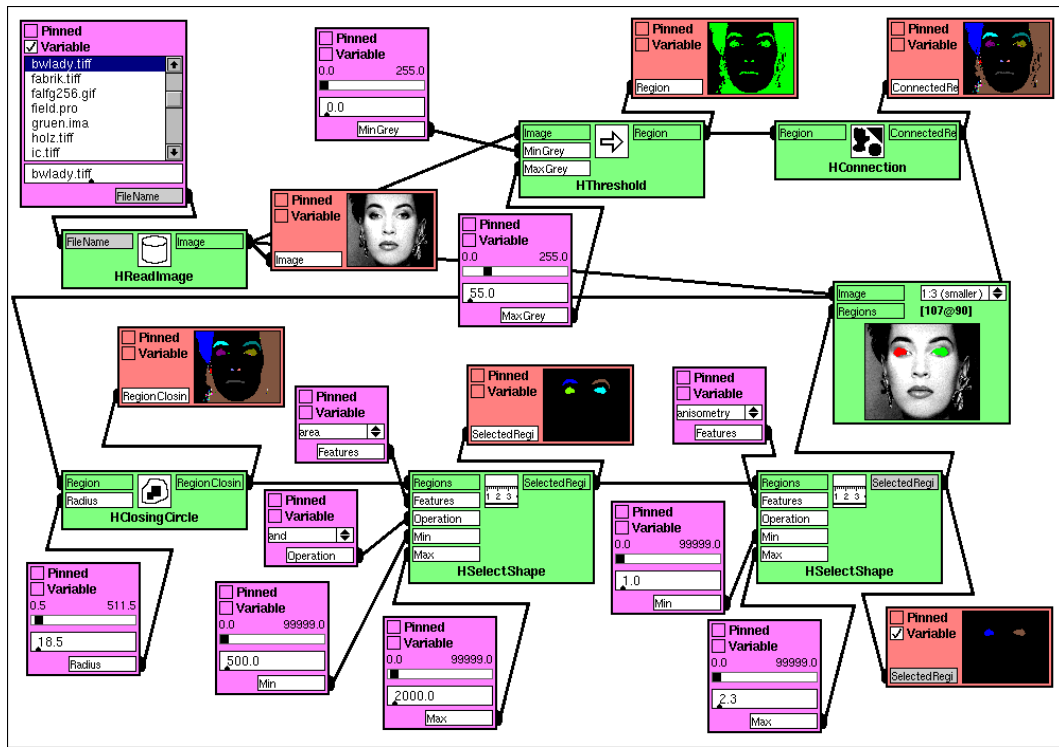 Pinned
Variable
bwlady.tiff
fabrik.tiff
falfg256.gif
field.pro
gruen.ima
holz.tiff
ic.tiff
bwlady.tiff
FileName
Pinned
Variable
0.0 255.0
0.0
MinGrey
Pinned
Variable
Region
Pinned
Variable
ConnectedRe
Image Region
MinGrey
MaxGrey
HThreshold
Region ConnectedRe
HConnection
FileName Image
HReadImage
Pinned
Variable
Image
Pinned
Variable
0.0 255.0
55.0
MaxGrey
Image 1:3 (smaller)
Regions [107@90]
Pinned
Variable
RegionClosin
Pinned
Variable
area
Features
Pinned
Variable
SelectedRegi
Pinned
Variable
anisometry
Features
Region RegionClosin
Radius
HClosingCircle
Pinned
Variable
and
Operation
Regions SelectedRegi
Features 1 2 3
Operation
Min
Max
HSelectShape
Regions SelectedRegi
Features 1 2 3
Operation
Min
Max
HSelectShape
Pinned
Variable
0.5 511.5
18.5
Radius
Pinned
Variable
0.0 99999.0
500.0
Min
Pinned
Variable
0.0 99999.0
2000.0
Max
Pinned
Variable
0.0 99999.0
1.0
Min
Pinned
Variable
0.0 99999.0
2.3
Max
Pinned
Variable
SelectedRegi